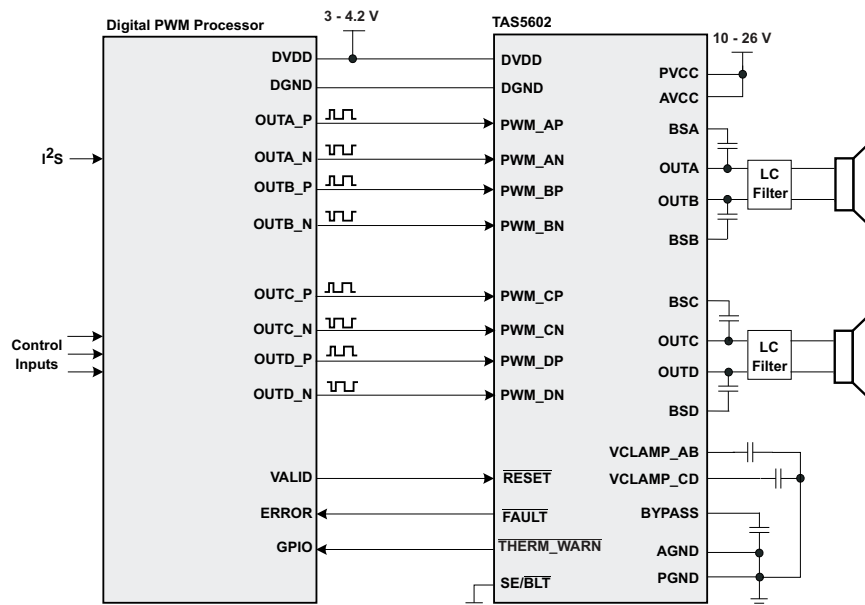 Digital PWM Processor
3 - 4.2 V
TAS5602
10 - 26 V
DVDD
DGND
OUTA_P
OUTA_N
OUTB_P
OUTB_N
OUTC_P
OUTC_N
OUTD_P
OUTD_N
VALID
ERROR
GPIO
I²S
Control
Inputs
DVDD
DGND
PWM_AP
PWM_AN
PWM_BP
PWM_BN
PWM_CP
PWM_CN
PWM_DP
PWM_DN
RESET
FAULT
THERM_WARN
SE/BLT
PVCC
AVCC
BSA
OUTA
OUTB
BSB
BSC
OUTC
OUTD
BSD
VCLAMP_AB
VCLAMP_CD
BYPASS
AGND
PGND
LC
Filter
LC
Filter